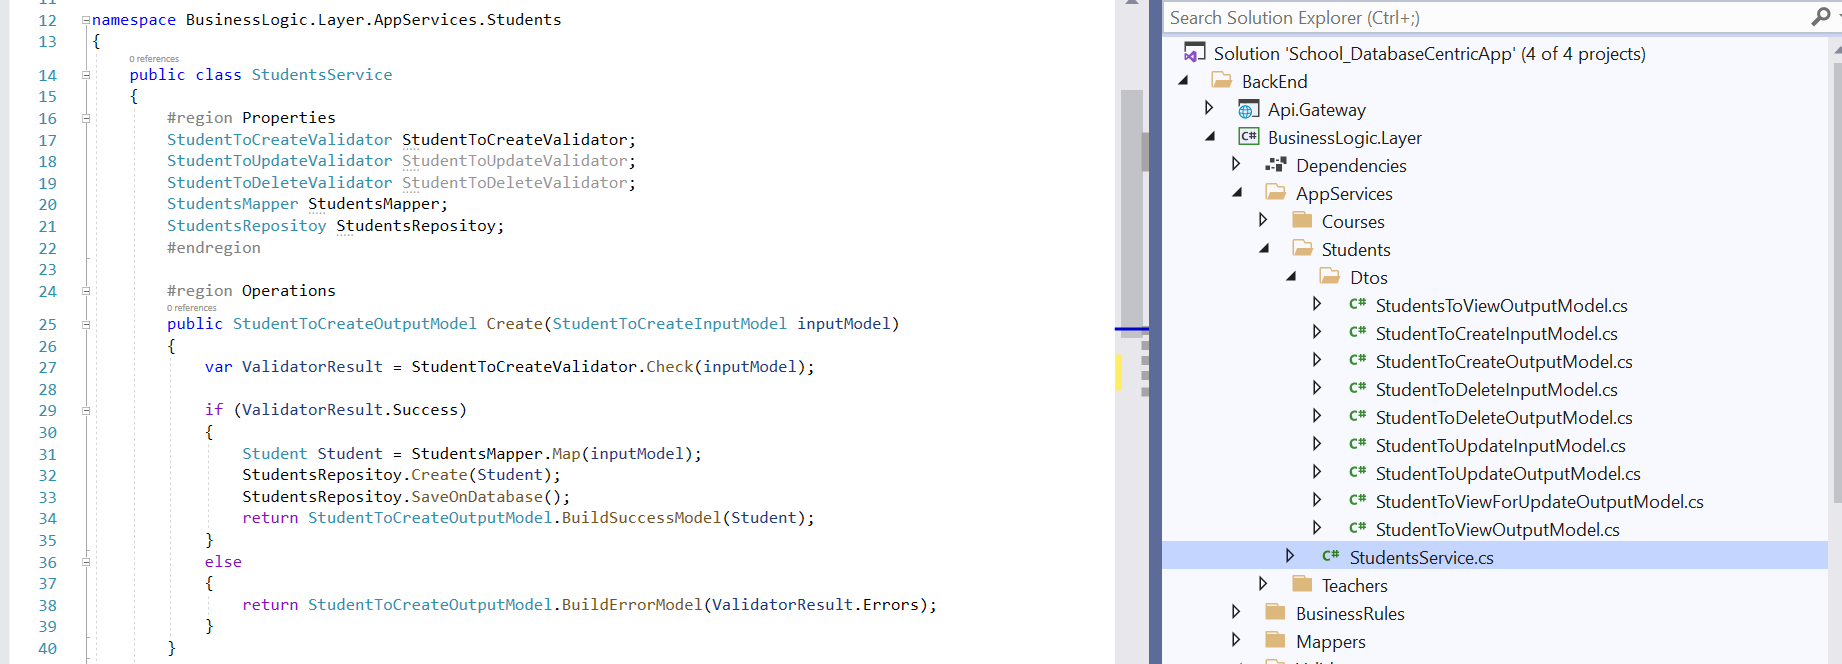 12 namespace BusinessLogic.Layer.AppServices.Students
13 {
0 references
14 public class StudentsService
15 {
16 #region Properties
17 StudentToCreateValidator StudentToCreateValidator;
18 StudentToUpdateValidator StudentToUpdateValidator;
19 StudentToDeleteValidator StudentToDeleteValidator;
20 StudentsMapper StudentsMapper;
21 StudentsRepositoy StudentsRepositoy;
22 #endregion
23
24 #region Operations
0 references
25 public StudentToCreateOutputModel Create(StudentToCreateInputModel inputModel)
26 {
27 var ValidatorResult = StudentToCreateValidator.Check(inputModel);
28
29 if (ValidatorResult.Success)
30 {
31 Student Student = StudentsMapper.Map(inputModel);
32 StudentsRepositoy.Create(Student);
33 StudentsRepositoy.SaveOnDatabase();
34 return StudentToCreateOutputModel.BuildSuccessModel(Student);
35 }
36 else
37 {
38 return StudentToCreateOutputModel.BuildErrorModel(ValidatorResult.Errors);
39 }
40 }
Search Solution Explorer (Ctrl+;)
Solution 'School_DatabaseCentricApp' (4 of 4 projects)
BackEnd
Api.Gateway
C# BusinessLogic.Layer
Dependencies
AppServices
Courses
Students
Dtos
C# StudentsToViewOutputModel.cs
C# StudentToCreateInputModel.cs
C# StudentToCreateOutputModel.cs
C# StudentToDeleteInputModel.cs
C# StudentToDeleteOutputModel.cs
C# StudentToUpdateInputModel.cs
C# StudentToUpdateOutputModel.cs
C# StudentToViewForUpdateOutputModel.cs
C# StudentToViewOutputModel.cs
C# StudentsService.cs
Teachers
BusinessRules
Mappers